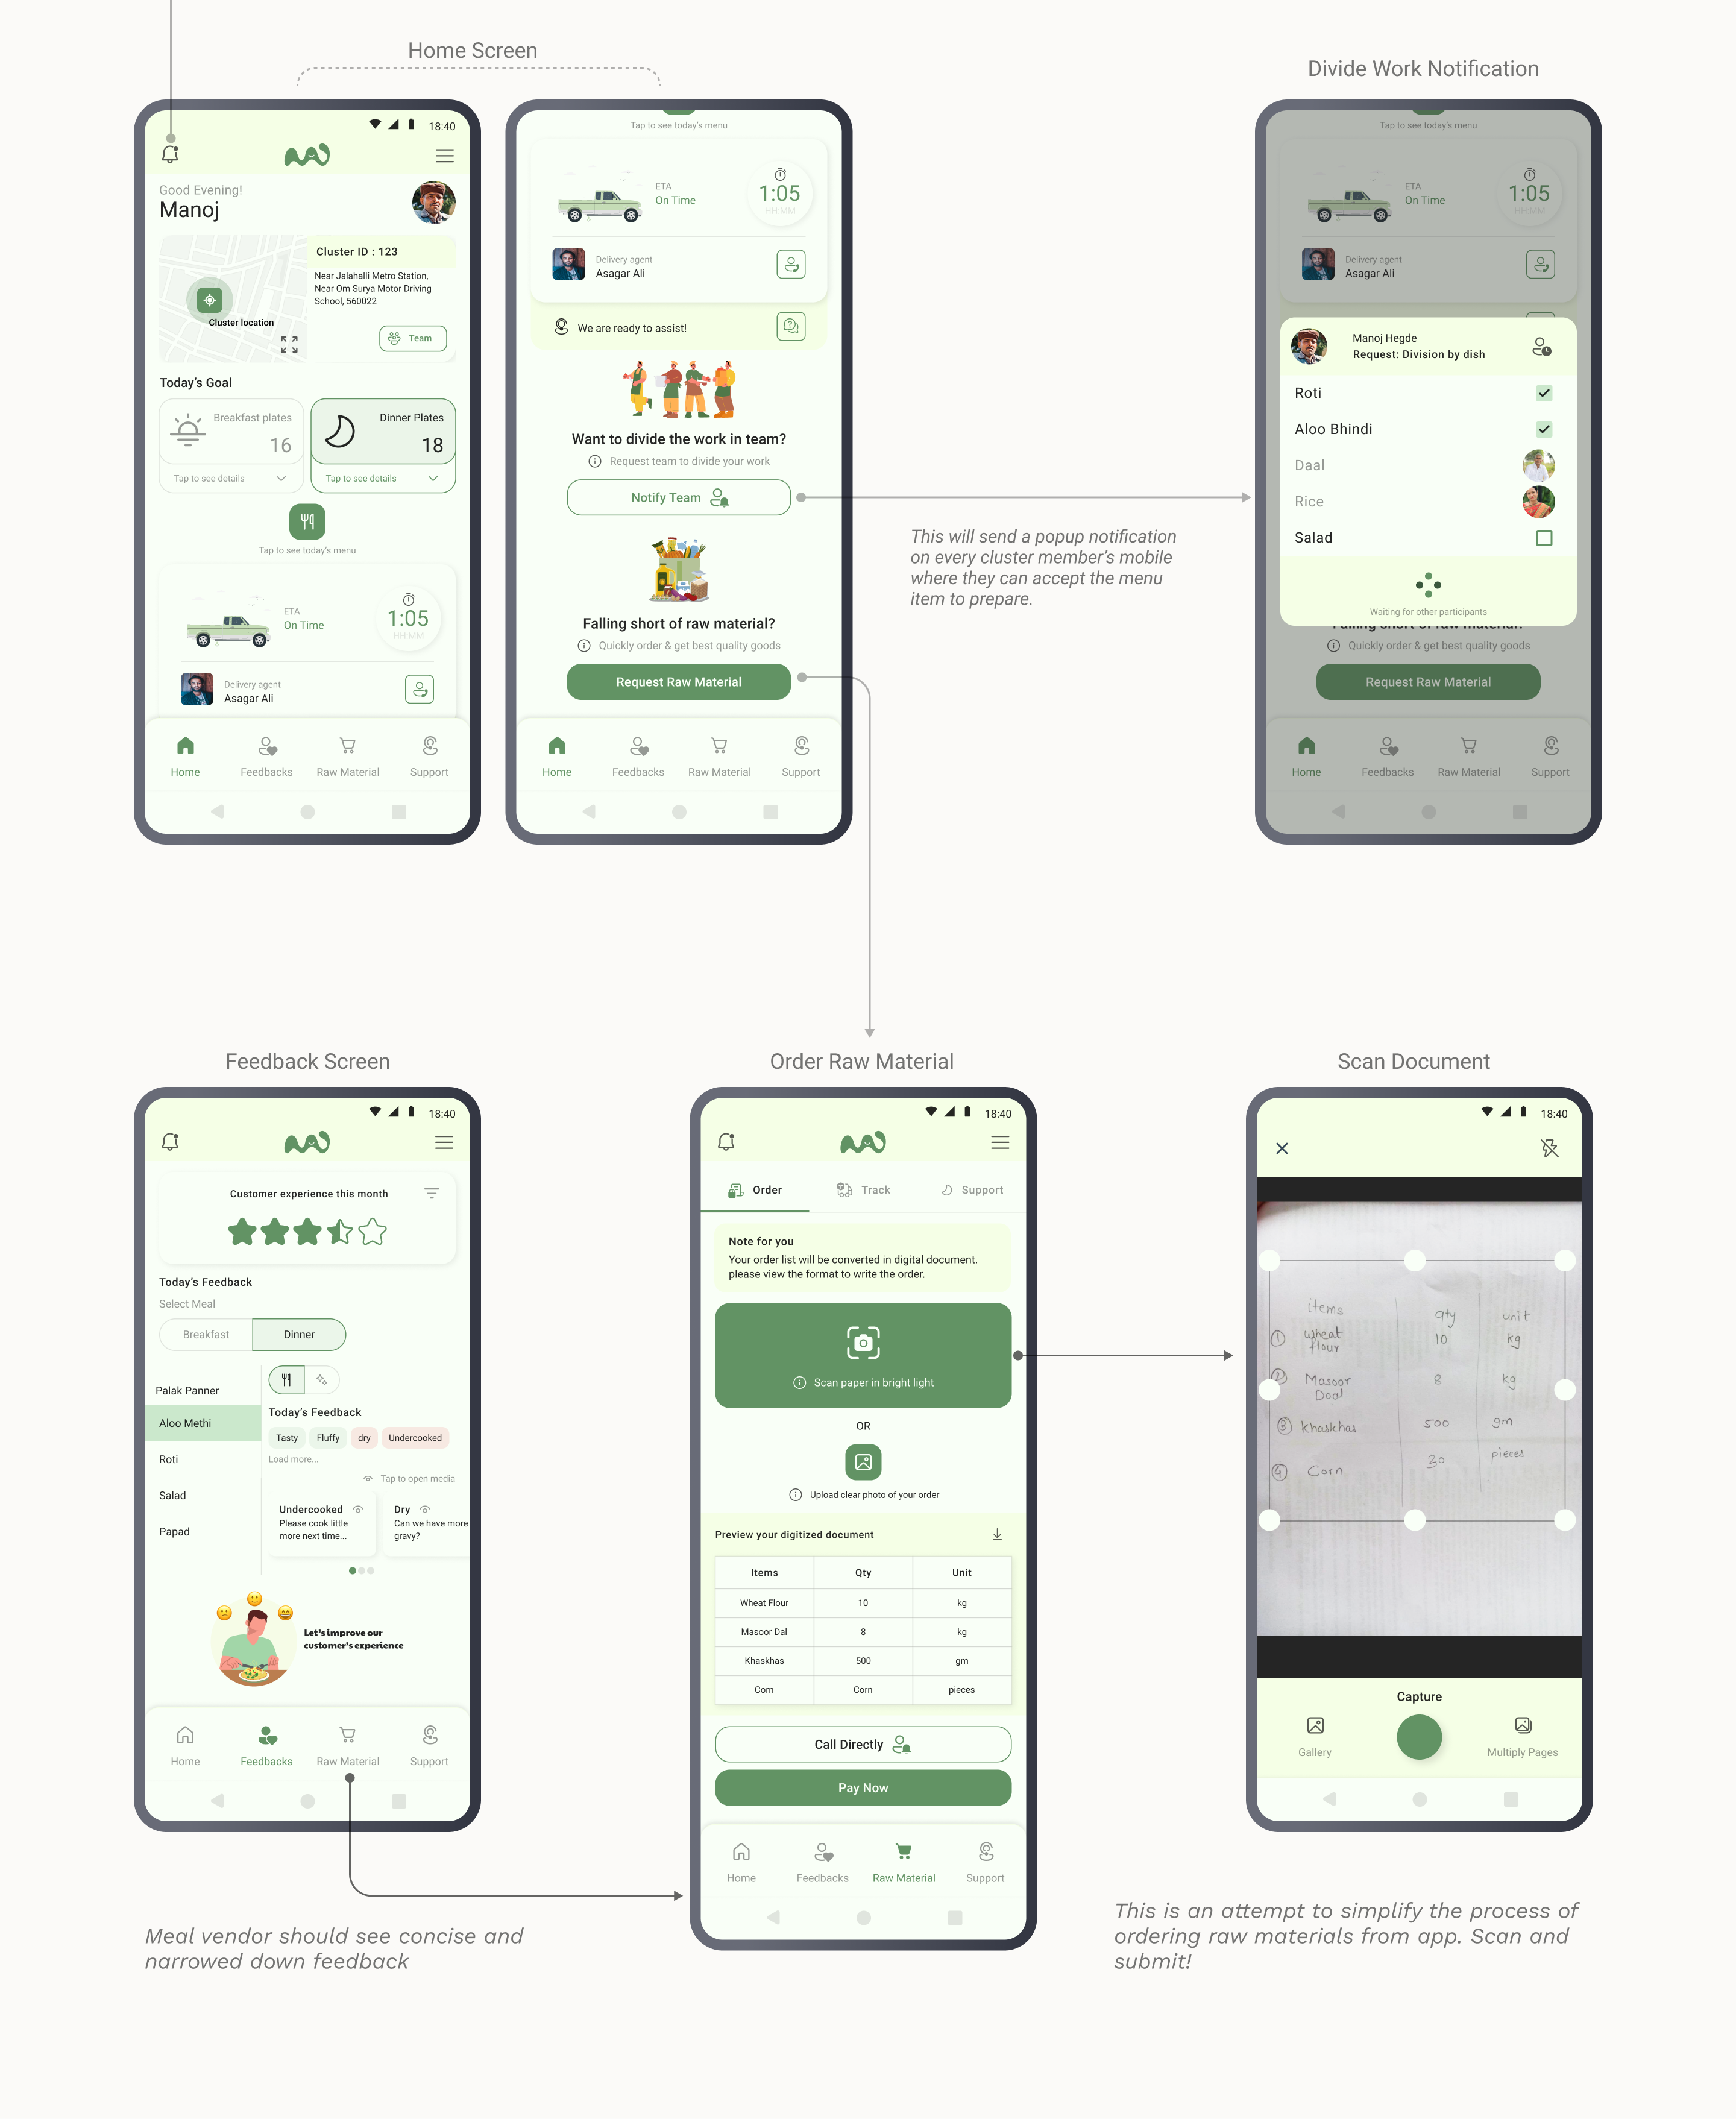 Home Screen
18:40
Good Evening!
Manoj
Cluster ID : 123
Near Jalahalli Metro Station,
Near Om Surya Motor Driving
School, 560022
Cluster location
Team
Today's Goal
Breakfast plates
16
Tap to see details
Dinner Plates
18
Tap to see details
Tap to see today's menu
ETA
On Time
1:05
HH:MM
Delivery agent
Asagar Ali
Home
Feedbacks
Raw Material
Support
Tap to see today's menu
ETA
On Time
1:05
HH:MM
Delivery agent
Asagar Ali
We are ready to assist!
Want to divide the work in team?
Request team to divide your work
Notify Team
Falling short of raw material?
Quickly order & get best quality goods
Request Raw Material
Home
Feedbacks
Raw Material
Support
This will send a popup notification
on every cluster member's mobile
where they can accept the menu
item to prepare.
Divide Work Notification
Tap to see today's menu
ETA
On Time
1:05
HH:MM
Delivery agent
Asagar Ali
Manoj Hegde
Request: Division by dish
Roti
Aloo Bhindi
Daal
Rice
Salad
Waiting for other participants
Falling short of raw material?
Quickly order & get best quality goods
Request Raw Material
Home
Feedbacks
Raw Material
Support
Feedback Screen
18:40
Customer experience this month
Today's Feedback
Select Meal
Breakfast
Dinner
Palak Panner
Aloo Methi
Roti
Salad
Papad
Today's Feedback
Tasty
Fluffy
dry
Undercooked
Load more...
Tap to open media
Undercooked
Please cook little
more next time...
Dry
Can we have more
gravy?
Let's improve our
customer's experience
Home
Feedbacks
Raw Material
Support
Meal vendor should see concise and
narrowed down feedback
Order Raw Material
18:40
Order
Track
Support
Note for you
Your order list will be converted in digital document.
please view the format to write the order.
Scan paper in bright light
OR
Upload clear photo of your order
Preview your digitized document
Items Qty Unit
Wheat Flour 10 kg
Masoor Dal 8 kg
Khaskhas 500 gm
Corn Corn pieces
Call Directly
Pay Now
Home
Feedbacks
Raw Material
Support
Scan Document
18:40
items qty unit
1 wheat flour 10 kg
2 Masoor Daal 8 kg
3 khaskhas 500 gm
4 Corn 30 pieces
Capture
Gallery
Multiply Pages
This is an attempt to simplify the process of
ordering raw materials from app. Scan and
submit!